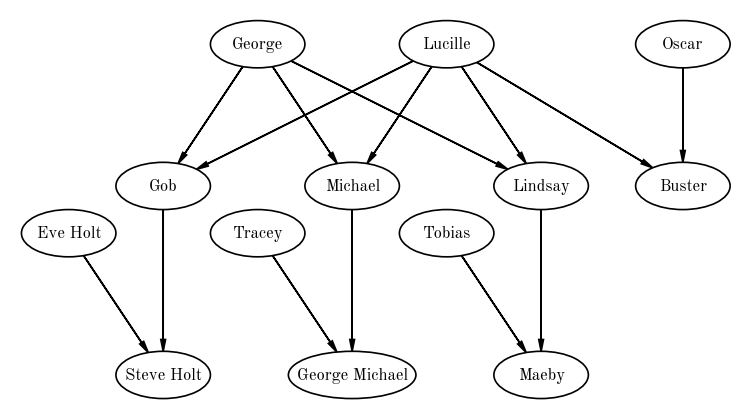 George
Lucille
Oscar
Gob
Michael
Lindsay
Buster
Eve Holt
Tracey
Tobias
Steve Holt
George Michael
Maeby